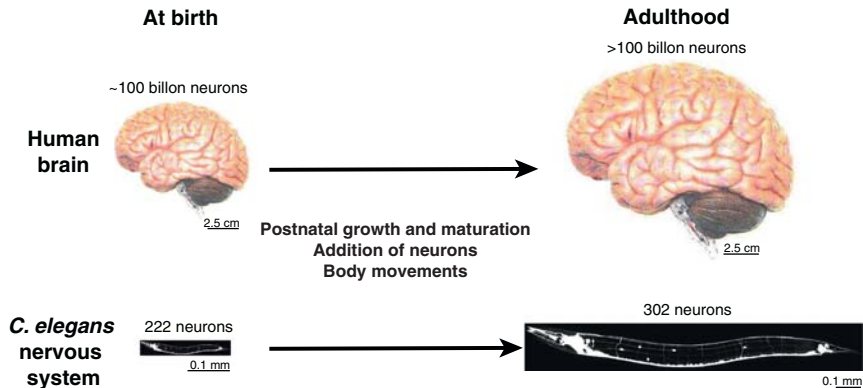 At birth
Adulthood
~100 billon neurons
>100 billon neurons
Human
brain
2.5 cm
2.5 cm
Postnatal growth and maturation
Addition of neurons
Body movements
C. elegans
nervous
system
222 neurons
302 neurons
0.1 mm
0.1 mm